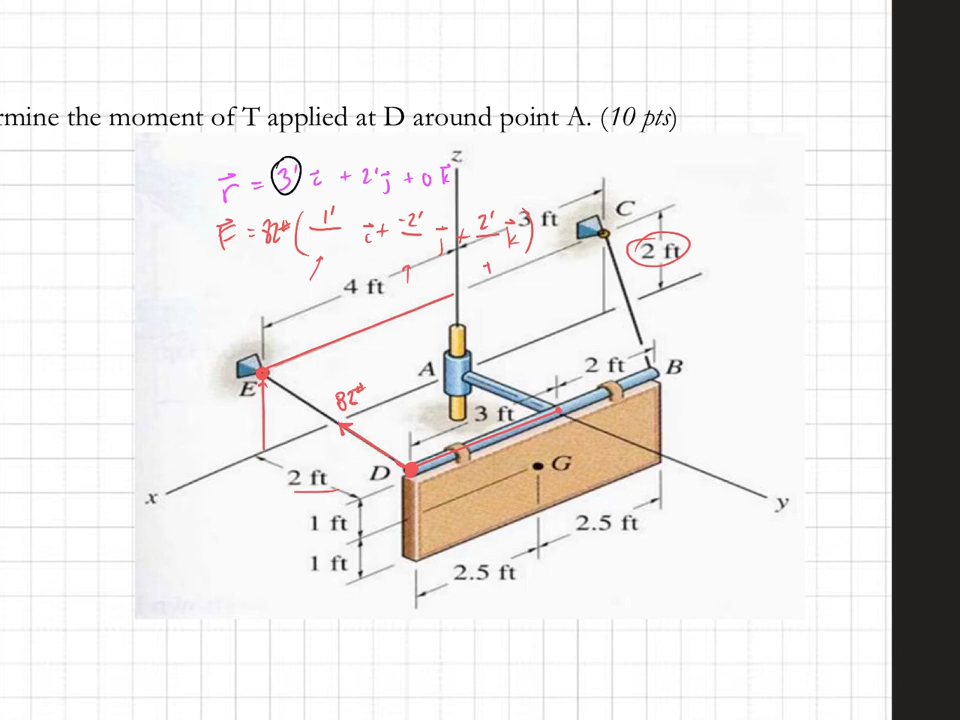 rmine the moment of T applied at D around point A. (10 pts)
z
r⃗ = 3' i⃗ + 2' j⃗ + 0 k⃗
F⃗ = 82# ( 1' i⃗ + -2' j⃗ + 2' k⃗ )
3 ft
C
2 ft
4 ft
A
2 ft
B
E
82#
3 ft
D
G
2 ft
x
y
1 ft
2.5 ft
1 ft
2.5 ft